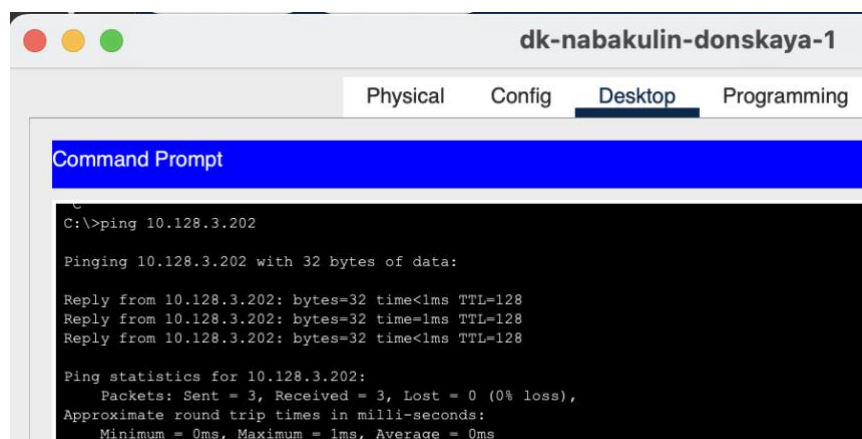 dk-nabakulin-donskaya-1
Physical Config Desktop Programming
Command Prompt
C:\>ping 10.128.3.202
Pinging 10.128.3.202 with 32 bytes of data:
Reply from 10.128.3.202: bytes=32 time<1ms TTL=128
Reply from 10.128.3.202: bytes=32 time=1ms TTL=128
Reply from 10.128.3.202: bytes=32 time<1ms TTL=128
Ping statistics for 10.128.3.202:
Packets: Sent = 3, Received = 3, Lost = 0 (0% loss),
Approximate round trip times in milli-seconds:
Minimum = 0ms, Maximum = 1ms, Average = 0ms